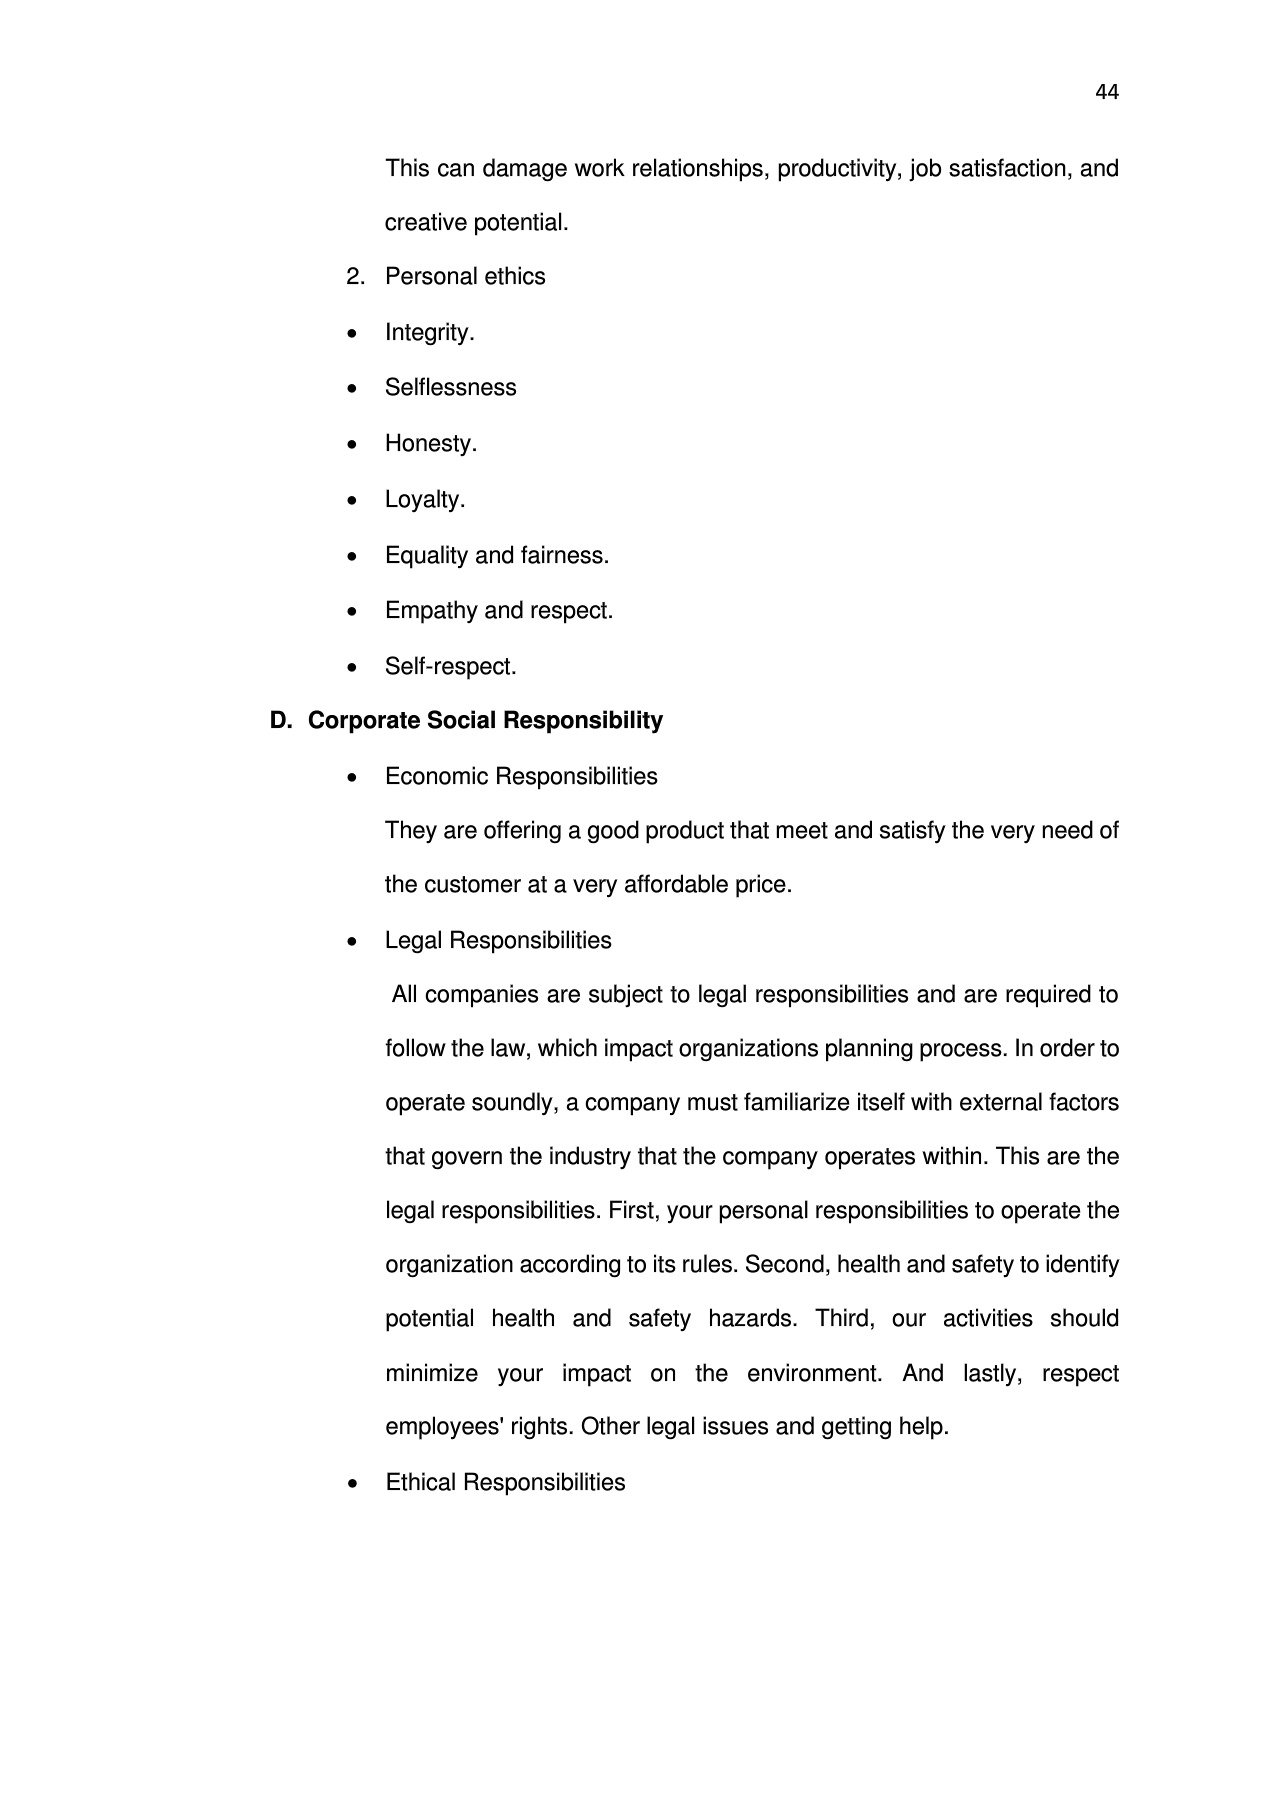 44
This can damage work relationships, productivity, job satisfaction, and
creative potential.
2. Personal ethics
• Integrity.
• Selflessness
• Honesty.
• Loyalty.
• Equality and fairness.
• Empathy and respect.
• Self-respect.
D. Corporate Social Responsibility
• Economic Responsibilities
They are offering a good product that meet and satisfy the very need of
the customer at a very affordable price.
• Legal Responsibilities
All companies are subject to legal responsibilities and are required to
follow the law, which impact organizations planning process. In order to
operate soundly, a company must familiarize itself with external factors
that govern the industry that the company operates within. This are the
legal responsibilities. First, your personal responsibilities to operate the
organization according to its rules. Second, health and safety to identify
potential health and safety hazards. Third, our activities should
minimize your impact on the environment. And lastly, respect
employees' rights. Other legal issues and getting help.
• Ethical Responsibilities